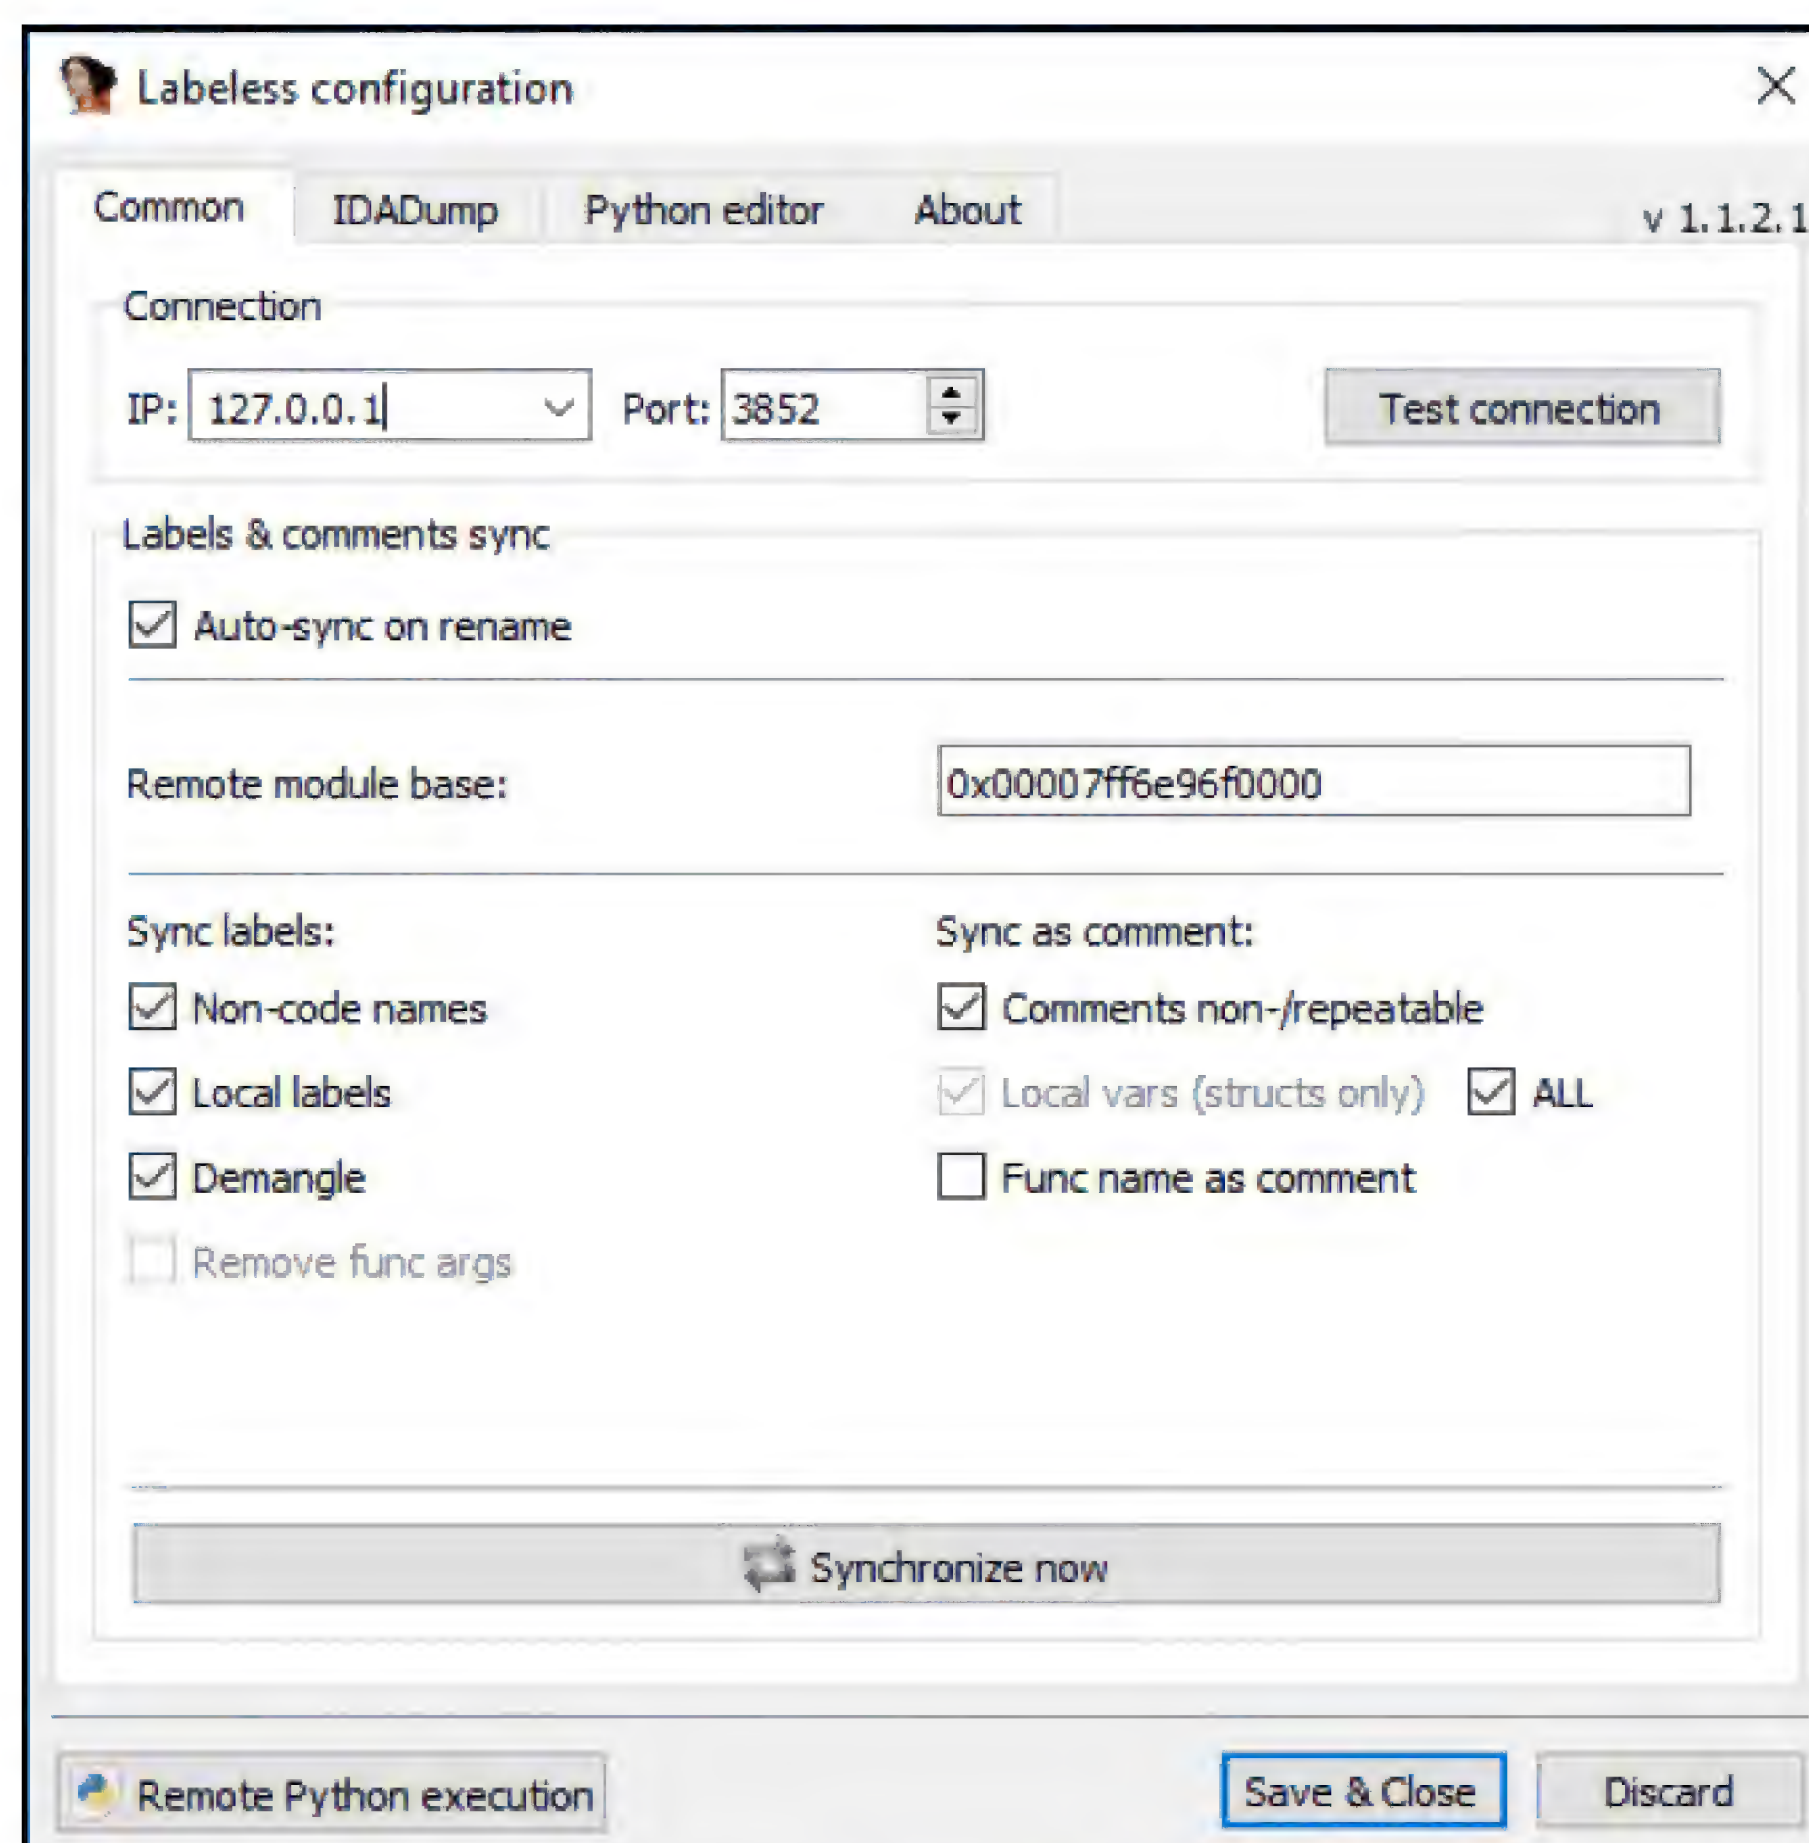 Labeless configuration
Common IDADump Python editor About v 1.1.2.1
Connection
IP: 127.0.0.1 Port: 3852 Test connection
Labels & comments sync
Auto-sync on rename
Remote module base: 0x00007ff6e96f0000
Sync labels: Sync as comment:
Non-code names Comments non-/repeatable
Local labels Local vars (structs only) ALL
Demangle Func name as comment
Remove func args
Synchronize now
Remote Python execution Save & Close Discard